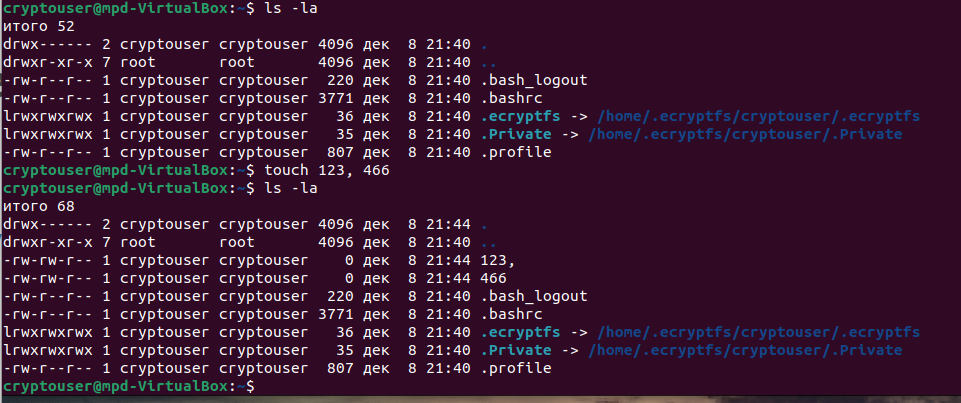 cryptouser@mpd-VirtualBox:~$ ls -la
итого 52
drwx------ 2 cryptouser cryptouser 4096 дек  8 21:40 .
drwxr-xr-x 7 root       root       4096 дек  8 21:40 ..
-rw-r--r-- 1 cryptouser cryptouser  220 дек  8 21:40 .bash_logout
-rw-r--r-- 1 cryptouser cryptouser 3771 дек  8 21:40 .bashrc
lrwxrwxrwx 1 cryptouser cryptouser   36 дек  8 21:40 .ecryptfs -> /home/.ecryptfs/cryptouser/.ecryptfs
lrwxrwxrwx 1 cryptouser cryptouser   35 дек  8 21:40 .Private -> /home/.ecryptfs/cryptouser/.Private
-rw-r--r-- 1 cryptouser cryptouser  807 дек  8 21:40 .profile
cryptouser@mpd-VirtualBox:~$ touch 123, 466
cryptouser@mpd-VirtualBox:~$ ls -la
итого 68
drwx------ 2 cryptouser cryptouser 4096 дек  8 21:44 .
drwxr-xr-x 7 root       root       4096 дек  8 21:40 ..
-rw-rw-r-- 1 cryptouser cryptouser    0 дек  8 21:44 123,
-rw-rw-r-- 1 cryptouser cryptouser    0 дек  8 21:44 466
-rw-r--r-- 1 cryptouser cryptouser  220 дек  8 21:40 .bash_logout
-rw-r--r-- 1 cryptouser cryptouser 3771 дек  8 21:40 .bashrc
lrwxrwxrwx 1 cryptouser cryptouser   36 дек  8 21:40 .ecryptfs -> /home/.ecryptfs/cryptouser/.ecryptfs
lrwxrwxrwx 1 cryptouser cryptouser   35 дек  8 21:40 .Private -> /home/.ecryptfs/cryptouser/.Private
-rw-r--r-- 1 cryptouser cryptouser  807 дек  8 21:40 .profile
cryptouser@mpd-VirtualBox:~$